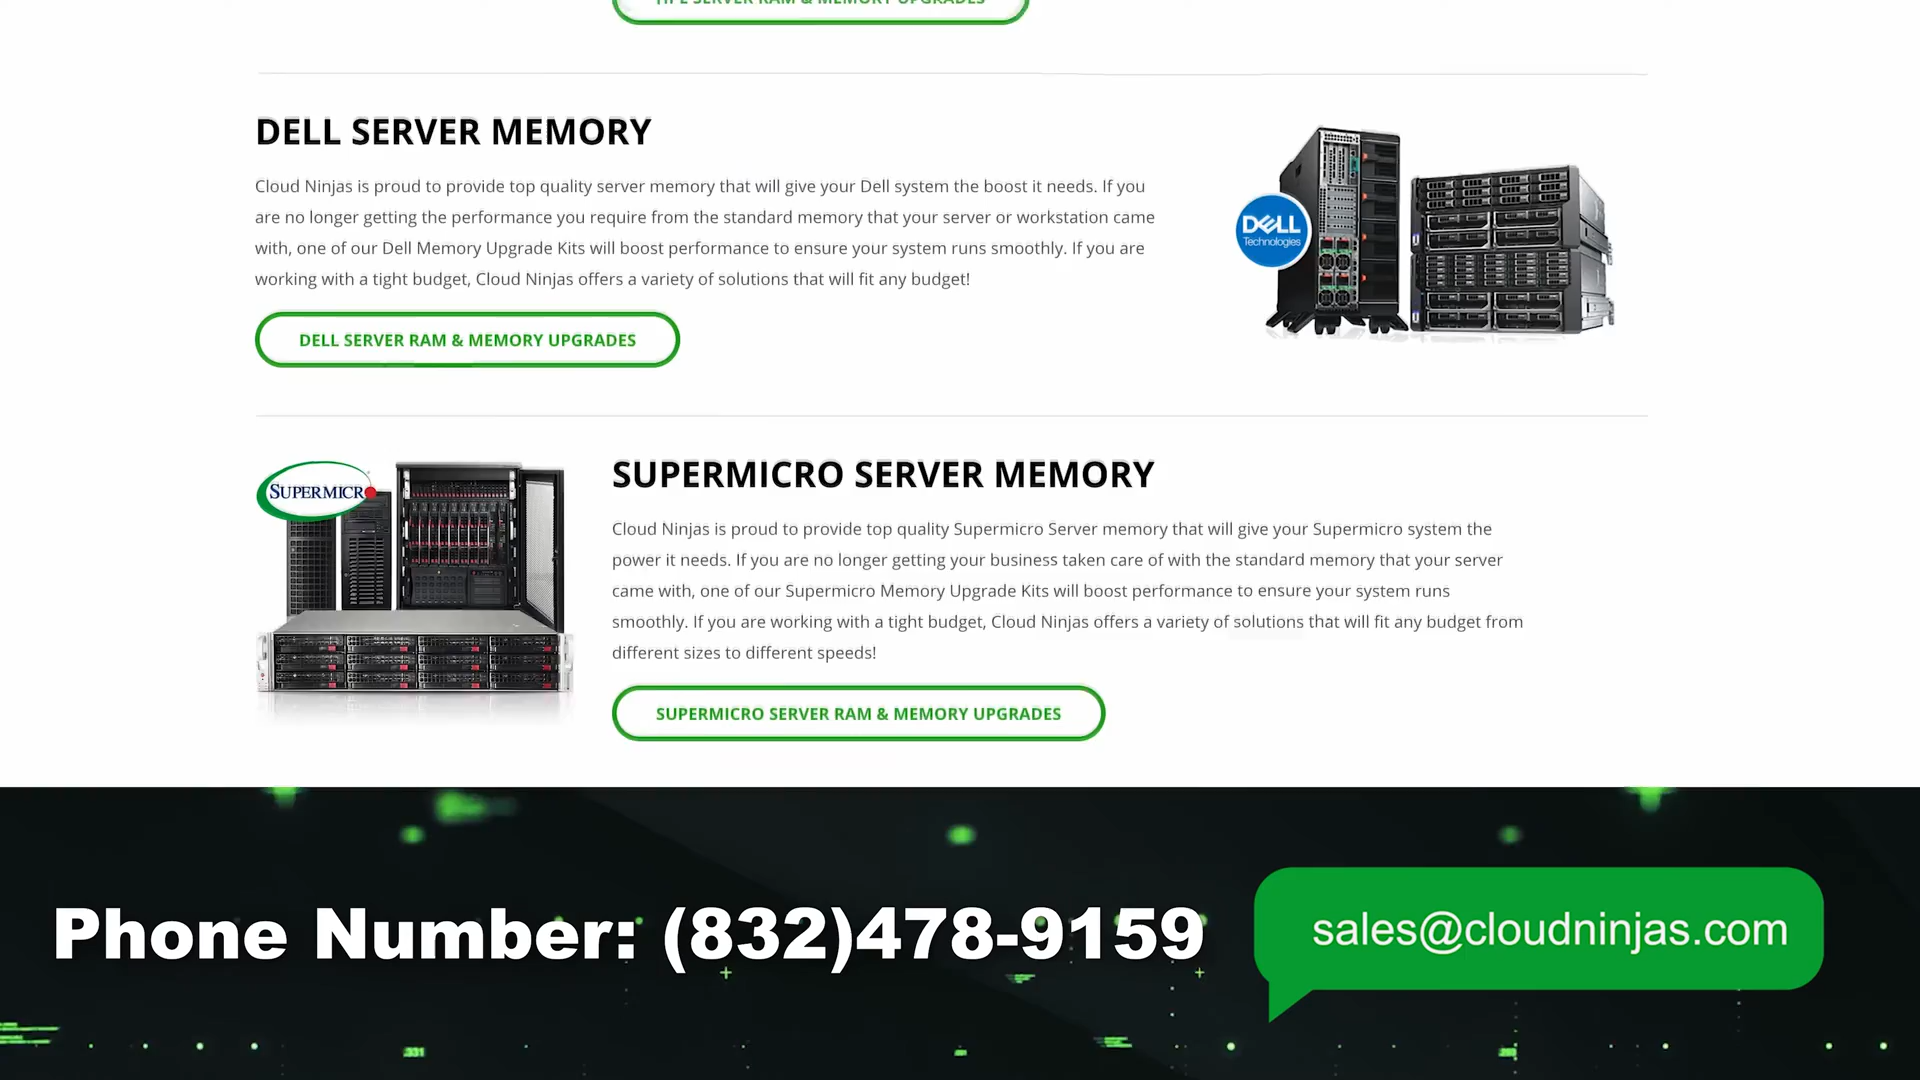 HPE SERVER RAM & MEMORY UPGRADES
DELL SERVER MEMORY
Cloud Ninjas is proud to provide top quality server memory that will give your Dell system the boost it needs. If you
are no longer getting the performance you require from the standard memory that your server or workstation came
with, one of our Dell Memory Upgrade Kits will boost performance to ensure your system runs smoothly. If you are
working with a tight budget, Cloud Ninjas offers a variety of solutions that will fit any budget!
DELL SERVER RAM & MEMORY UPGRADES
DELL
Technologies
SUPERMICRO
SUPERMICRO SERVER MEMORY
Cloud Ninjas is proud to provide top quality Supermicro Server memory that will give your Supermicro system the
power it needs. If you are no longer getting your business taken care of with the standard memory that your server
came with, one of our Supermicro Memory Upgrade Kits will boost performance to ensure your system runs
smoothly. If you are working with a tight budget, Cloud Ninjas offers a variety of solutions that will fit any budget from
different sizes to different speeds!
SUPERMICRO SERVER RAM & MEMORY UPGRADES
Phone Number: (832)478-9159
sales@cloudninjas.com